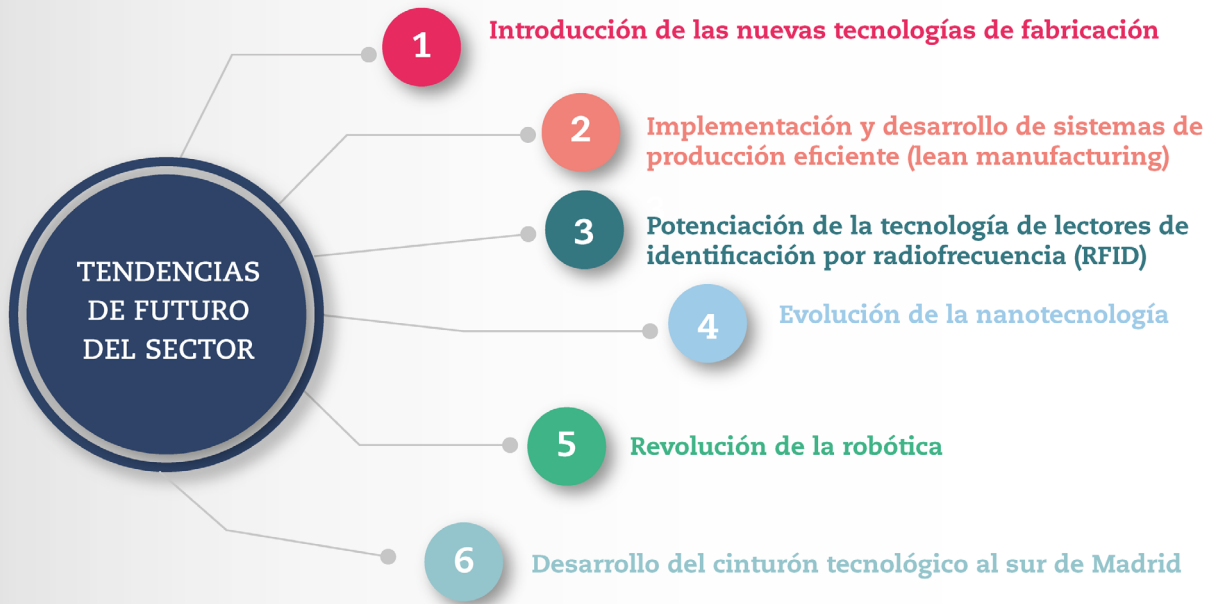 TENDENCIAS
DE FUTURO
DEL SECTOR
1
Introducción de las nuevas tecnologías de fabricación
2
Implementación y desarrollo de sistemas de
producción eficiente (lean manufacturing)
3
Potenciación de la tecnología de lectores de
identificación por radiofrecuencia (RFID)
4
Evolución de la nanotecnología
5
Revolución de la robótica
6
Desarrollo del cinturón tecnológico al sur de Madrid